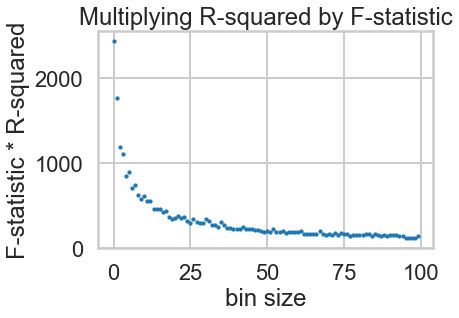 Multiplying R-squared by F-statistic
F-statistic * R-squared
2000
1000
0
0 25 50 75 100
bin size